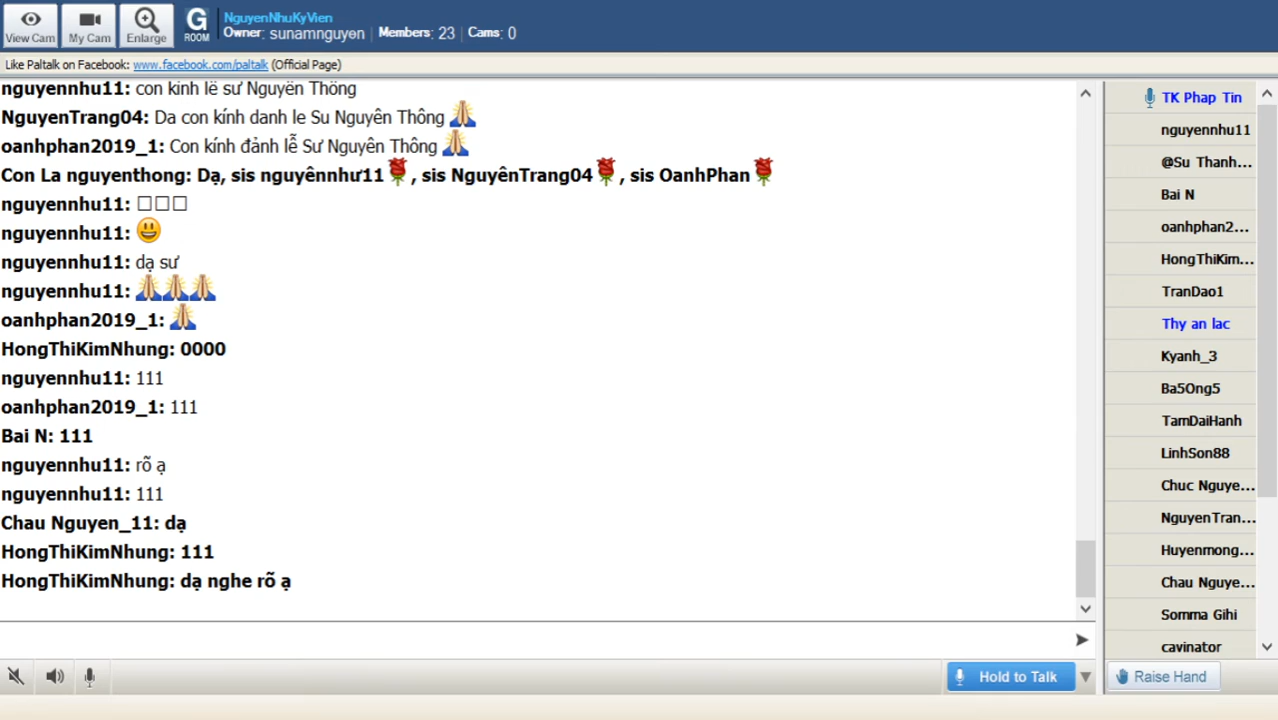 View Cam
My Cam
Enlarge
G
ROOM
NguyenNhuKyVien
Owner: sunamnguyen | Members: 23 | Cams: 0
Like Paltalk on Facebook: www.facebook.com/paltalk (Official Page)
nguyennhu11: con kính lễ sư Nguyên Thông
NguyenTrang04: Da con kính danh le Su Nguyên Thông
oanhphan2019_1: Con kính đảnh lễ Sư Nguyên Thông
Con La nguyenthong: Dạ, sis nguyênnhư11, sis NguyênTrang04, sis OanhPhan
nguyennhu11: □□□
nguyennhu11:
nguyennhu11: dạ sư
nguyennhu11:
oanhphan2019_1:
HongThiKimNhung: 0000
nguyennhu11: 111
oanhphan2019_1: 111
Bai N: 111
nguyennhu11: rõ ạ
nguyennhu11: 111
Chau Nguyen_11: dạ
HongThiKimNhung: 111
HongThiKimNhung: dạ nghe rõ ạ
Hold to Talk
TK Phap Tin
nguyennhu11
@Su Thanh...
Bai N
oanhphan2...
HongThiKim...
TranDao1
Thy an lac
Kyanh_3
Ba5Ong5
TamDaiHanh
LinhSon88
Chuc Nguye...
NguyenTran...
Huyenmong...
Chau Nguye...
Somma Gihi
cavinator
Raise Hand